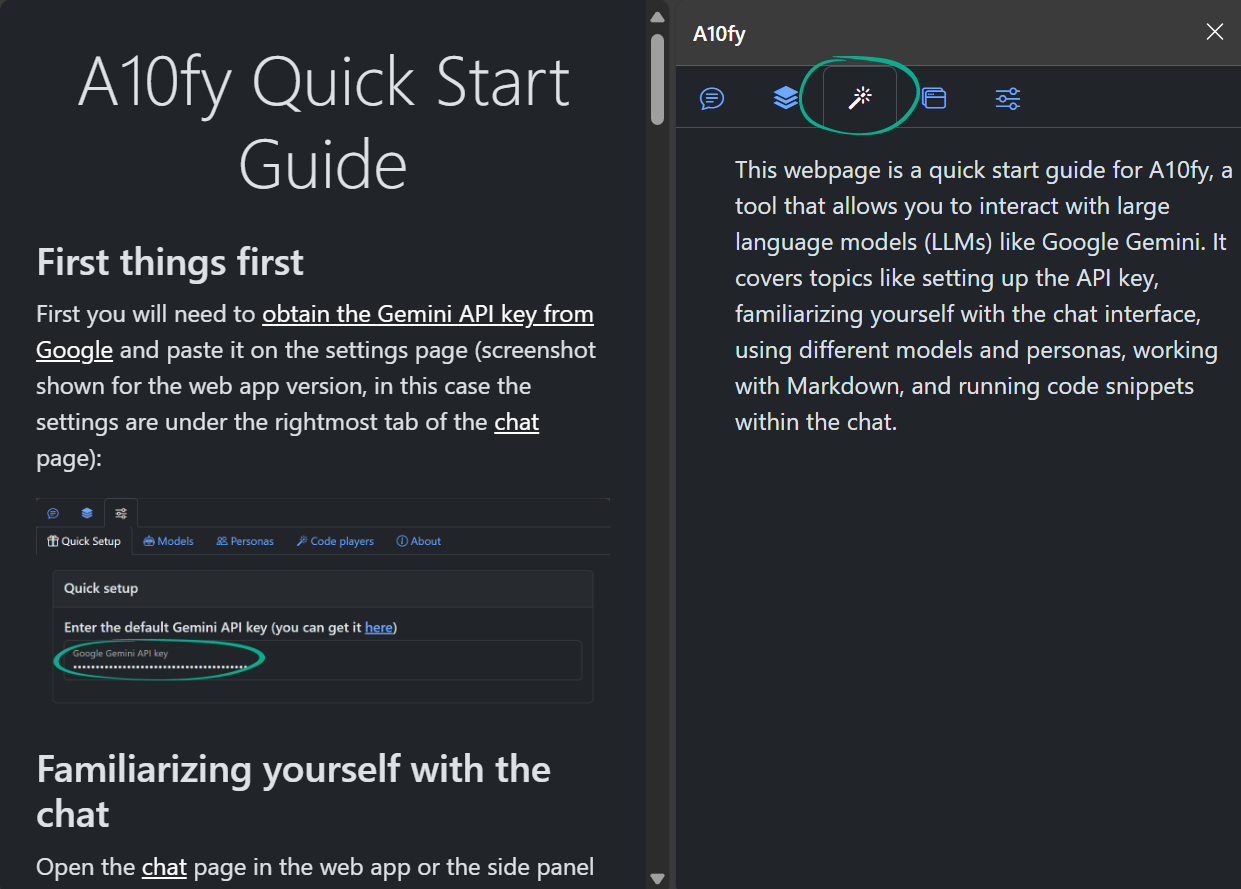 A10fy Quick Start
Guide
First things first
First you will need to obtain the Gemini API key from
Google and paste it on the settings page (screenshot
shown for the web app version, in this case the
settings are under the rightmost tab of the chat
page):
Quick Setup Models Personas Code players About
Quick setup
Enter the default Gemini API key (you can get it here)
Google Gemini API key
Familiarizing yourself with the
chat
Open the chat page in the web app or the side panel
A10fy
This webpage is a quick start guide for A10fy, a
tool that allows you to interact with large
language models (LLMs) like Google Gemini. It
covers topics like setting up the API key,
familiarizing yourself with the chat interface,
using different models and personas, working
with Markdown, and running code snippets
within the chat.